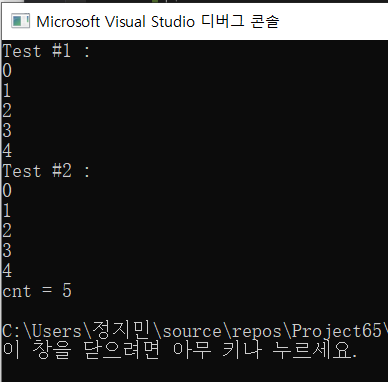 Microsoft Visual Studio 디버그 콘솔
Test #1 :
0
1
2
3
4
Test #2 :
0
1
2
3
4
cnt = 5
C:\Users\정지민\source\repos\Project65\
이 창을 닫으려면 아무 키나 누르세요.